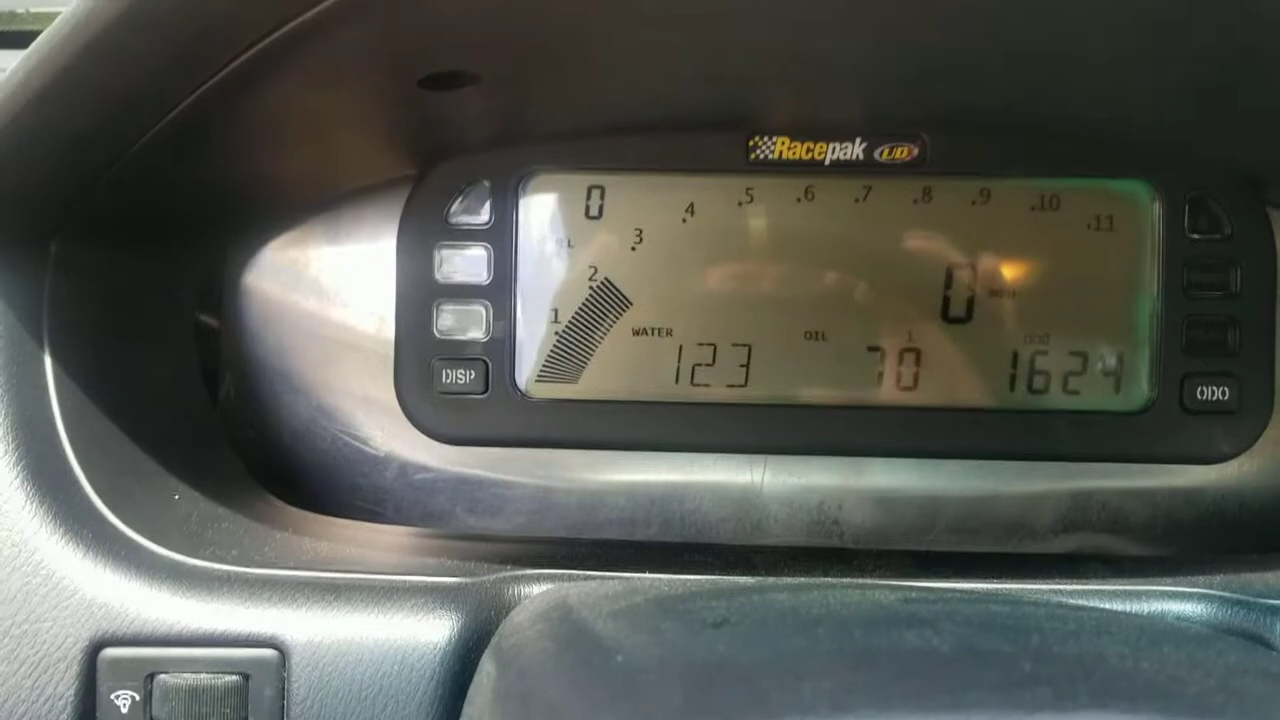 Racepak UDX
0
1
2
3
.4
.5
.6
.7
.8
.9
.10
.11
0
WATER
123
OIL
70
ODO
1624
DISP
ODO